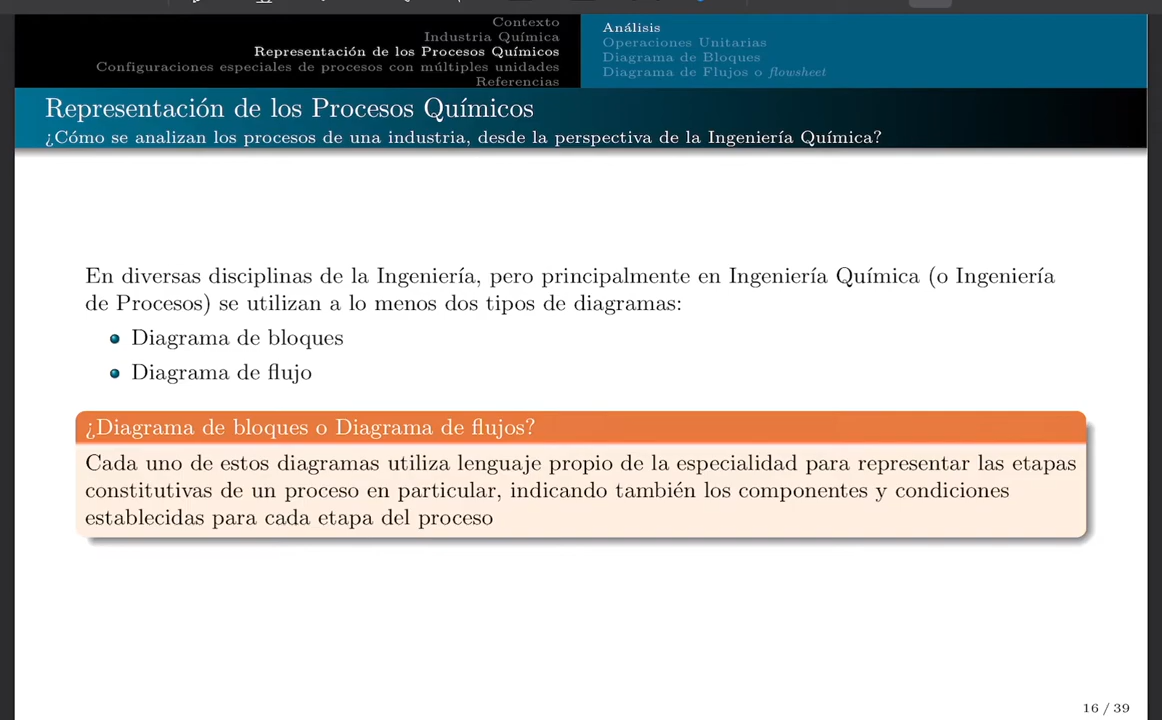 Contexto
Industria Química
Representación de los Procesos Químicos
Configuraciones especiales de procesos con múltiples unidades
Referencias
Análisis
Operaciones Unitarias
Diagrama de Bloques
Diagrama de Flujos o flowsheet
Representación de los Procesos Químicos
¿Cómo se analizan los procesos de una industria, desde la perspectiva de la Ingeniería Química?
En diversas disciplinas de la Ingeniería, pero principalmente en Ingeniería Química (o Ingeniería
de Procesos) se utilizan a lo menos dos tipos de diagramas:
Diagrama de bloques
Diagrama de flujo
¿Diagrama de bloques o Diagrama de flujos?
Cada uno de estos diagramas utiliza lenguaje propio de la especialidad para representar las etapas
constitutivas de un proceso en particular, indicando también los componentes y condiciones
establecidas para cada etapa del proceso
16 / 39